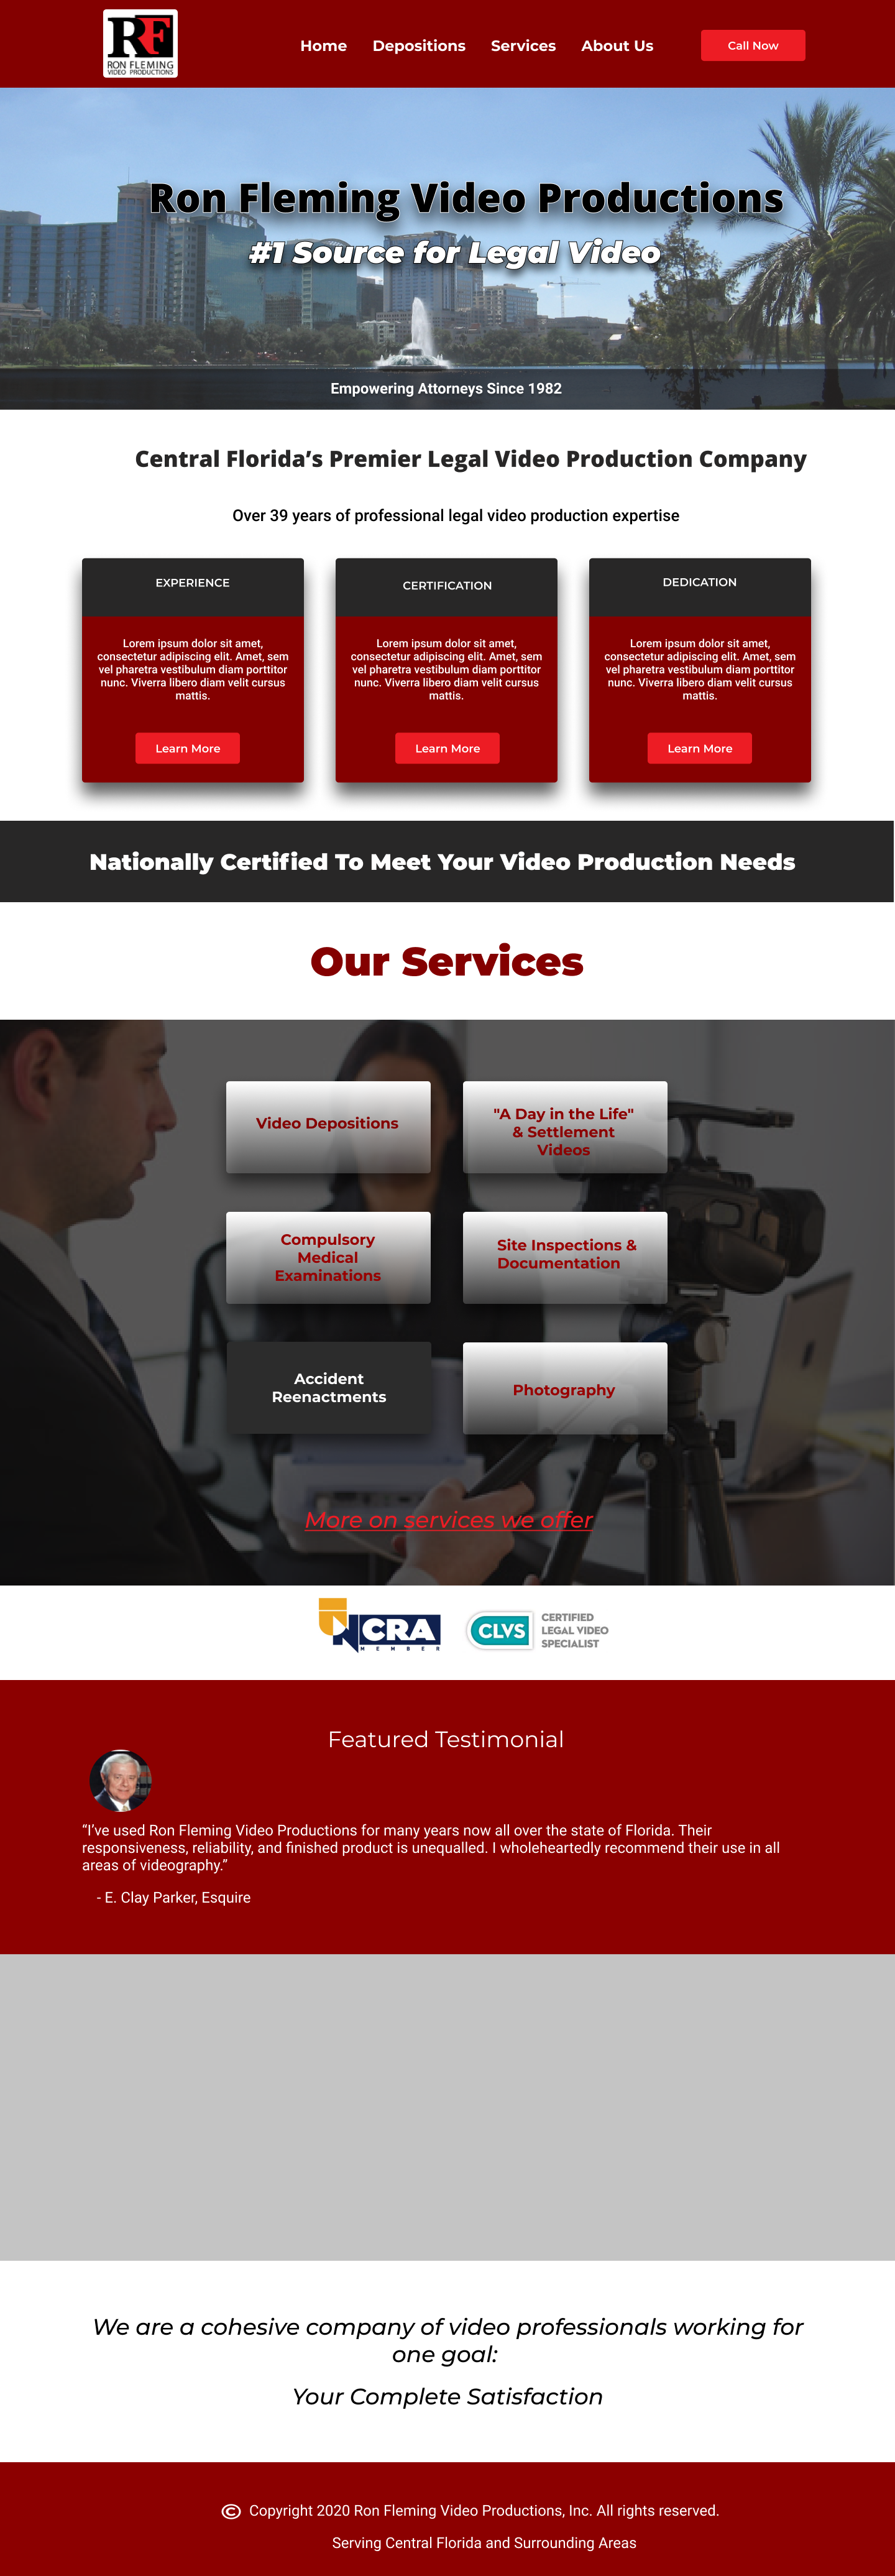 RF
RON FLEMING
VIDEO PRODUCTIONS
Home Depositions Services About Us Call Now
Ron Fleming Video Productions
#1 Source for Legal Video
Empowering Attorneys Since 1982
Central Florida’s Premier Legal Video Production Company
Over 39 years of professional legal video production expertise
EXPERIENCE
Lorem ipsum dolor sit amet,
consectetur adipiscing elit. Amet, sem
vel pharetra vestibulum diam porttitor
nunc. Viverra libero diam velit cursus
mattis.
Learn More
CERTIFICATION
Lorem ipsum dolor sit amet,
consectetur adipiscing elit. Amet, sem
vel pharetra vestibulum diam porttitor
nunc. Viverra libero diam velit cursus
mattis.
Learn More
DEDICATION
Lorem ipsum dolor sit amet,
consectetur adipiscing elit. Amet, sem
vel pharetra vestibulum diam porttitor
nunc. Viverra libero diam velit cursus
mattis.
Learn More
Nationally Certified To Meet Your Video Production Needs
Our Services
Video Depositions
"A Day in the Life"
& Settlement
Videos
Compulsory
Medical
Examinations
Site Inspections &
Documentation
Accident
Reenactments
Photography
More on services we offer
NCRA
MEMBER
CLVS
CERTIFIED
LEGAL VIDEO
SPECIALIST
Featured Testimonial
“I’ve used Ron Fleming Video Productions for many years now all over the state of Florida. Their
responsiveness, reliability, and finished product is unequalled. I wholeheartedly recommend their use in all
areas of videography.”
- E. Clay Parker, Esquire
We are a cohesive company of video professionals working for
one goal:
Your Complete Satisfaction
© Copyright 2020 Ron Fleming Video Productions, Inc. All rights reserved.
Serving Central Florida and Surrounding Areas